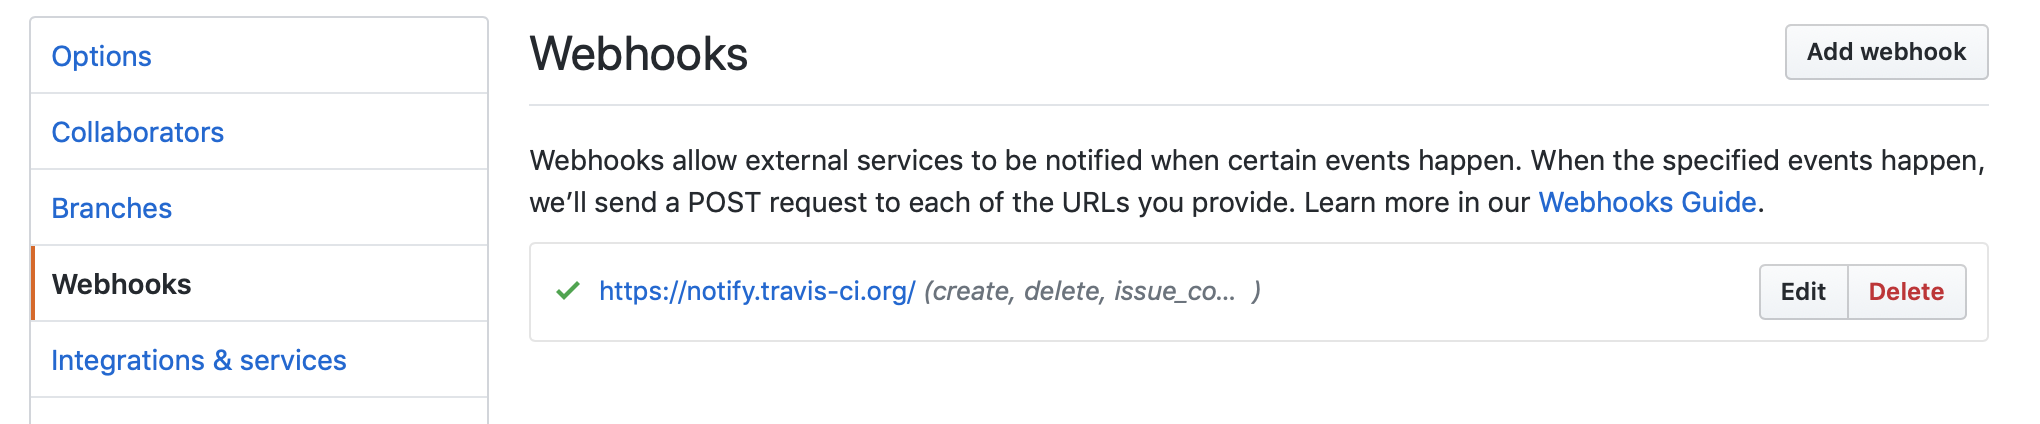 Options
Collaborators
Branches
Webhooks
Integrations & services
Webhooks
Add webhook
Webhooks allow external services to be notified when certain events happen. When the specified events happen,
we’ll send a POST request to each of the URLs you provide. Learn more in our Webhooks Guide.
https://notify.travis-ci.org/ (create, delete, issue_co... )
Edit
Delete